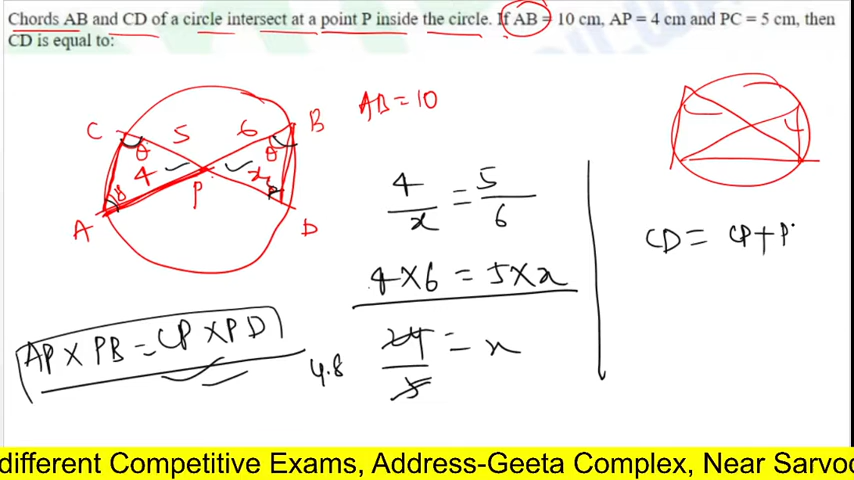 Chords AB and CD of a circle intersect at a point P inside the circle. If AB = 10 cm, AP = 4 cm and PC = 5 cm, then
CD is equal to:
AB = 10
C 5 6 B
θ θ
4 x
P
A D
4/x = 5/6
4 × 6 = 5 × x
24/5 = x
4.8
AP × PB = CP × PD
CD = CP + P
different Competitive Exams, Address-Geeta Complex, Near Sarvo